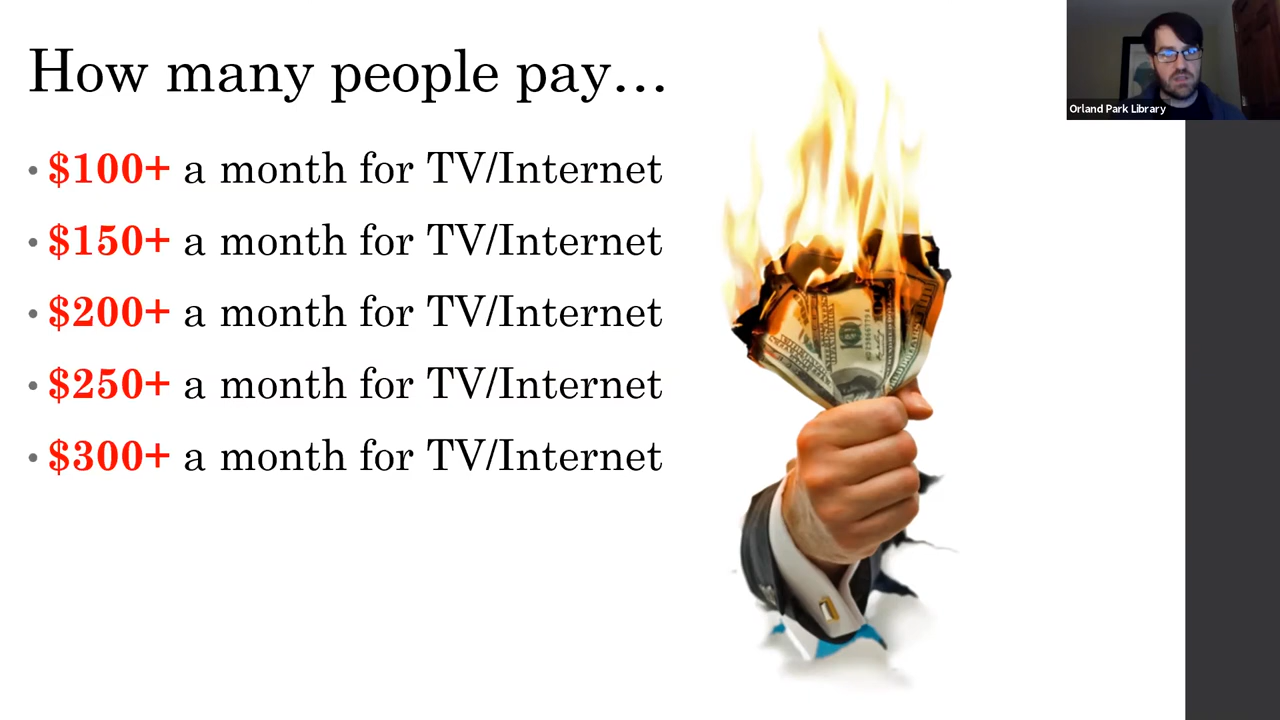 How many people pay...
• $100+ a month for TV/Internet
• $150+ a month for TV/Internet
• $200+ a month for TV/Internet
• $250+ a month for TV/Internet
• $300+ a month for TV/Internet
Orland Park Library